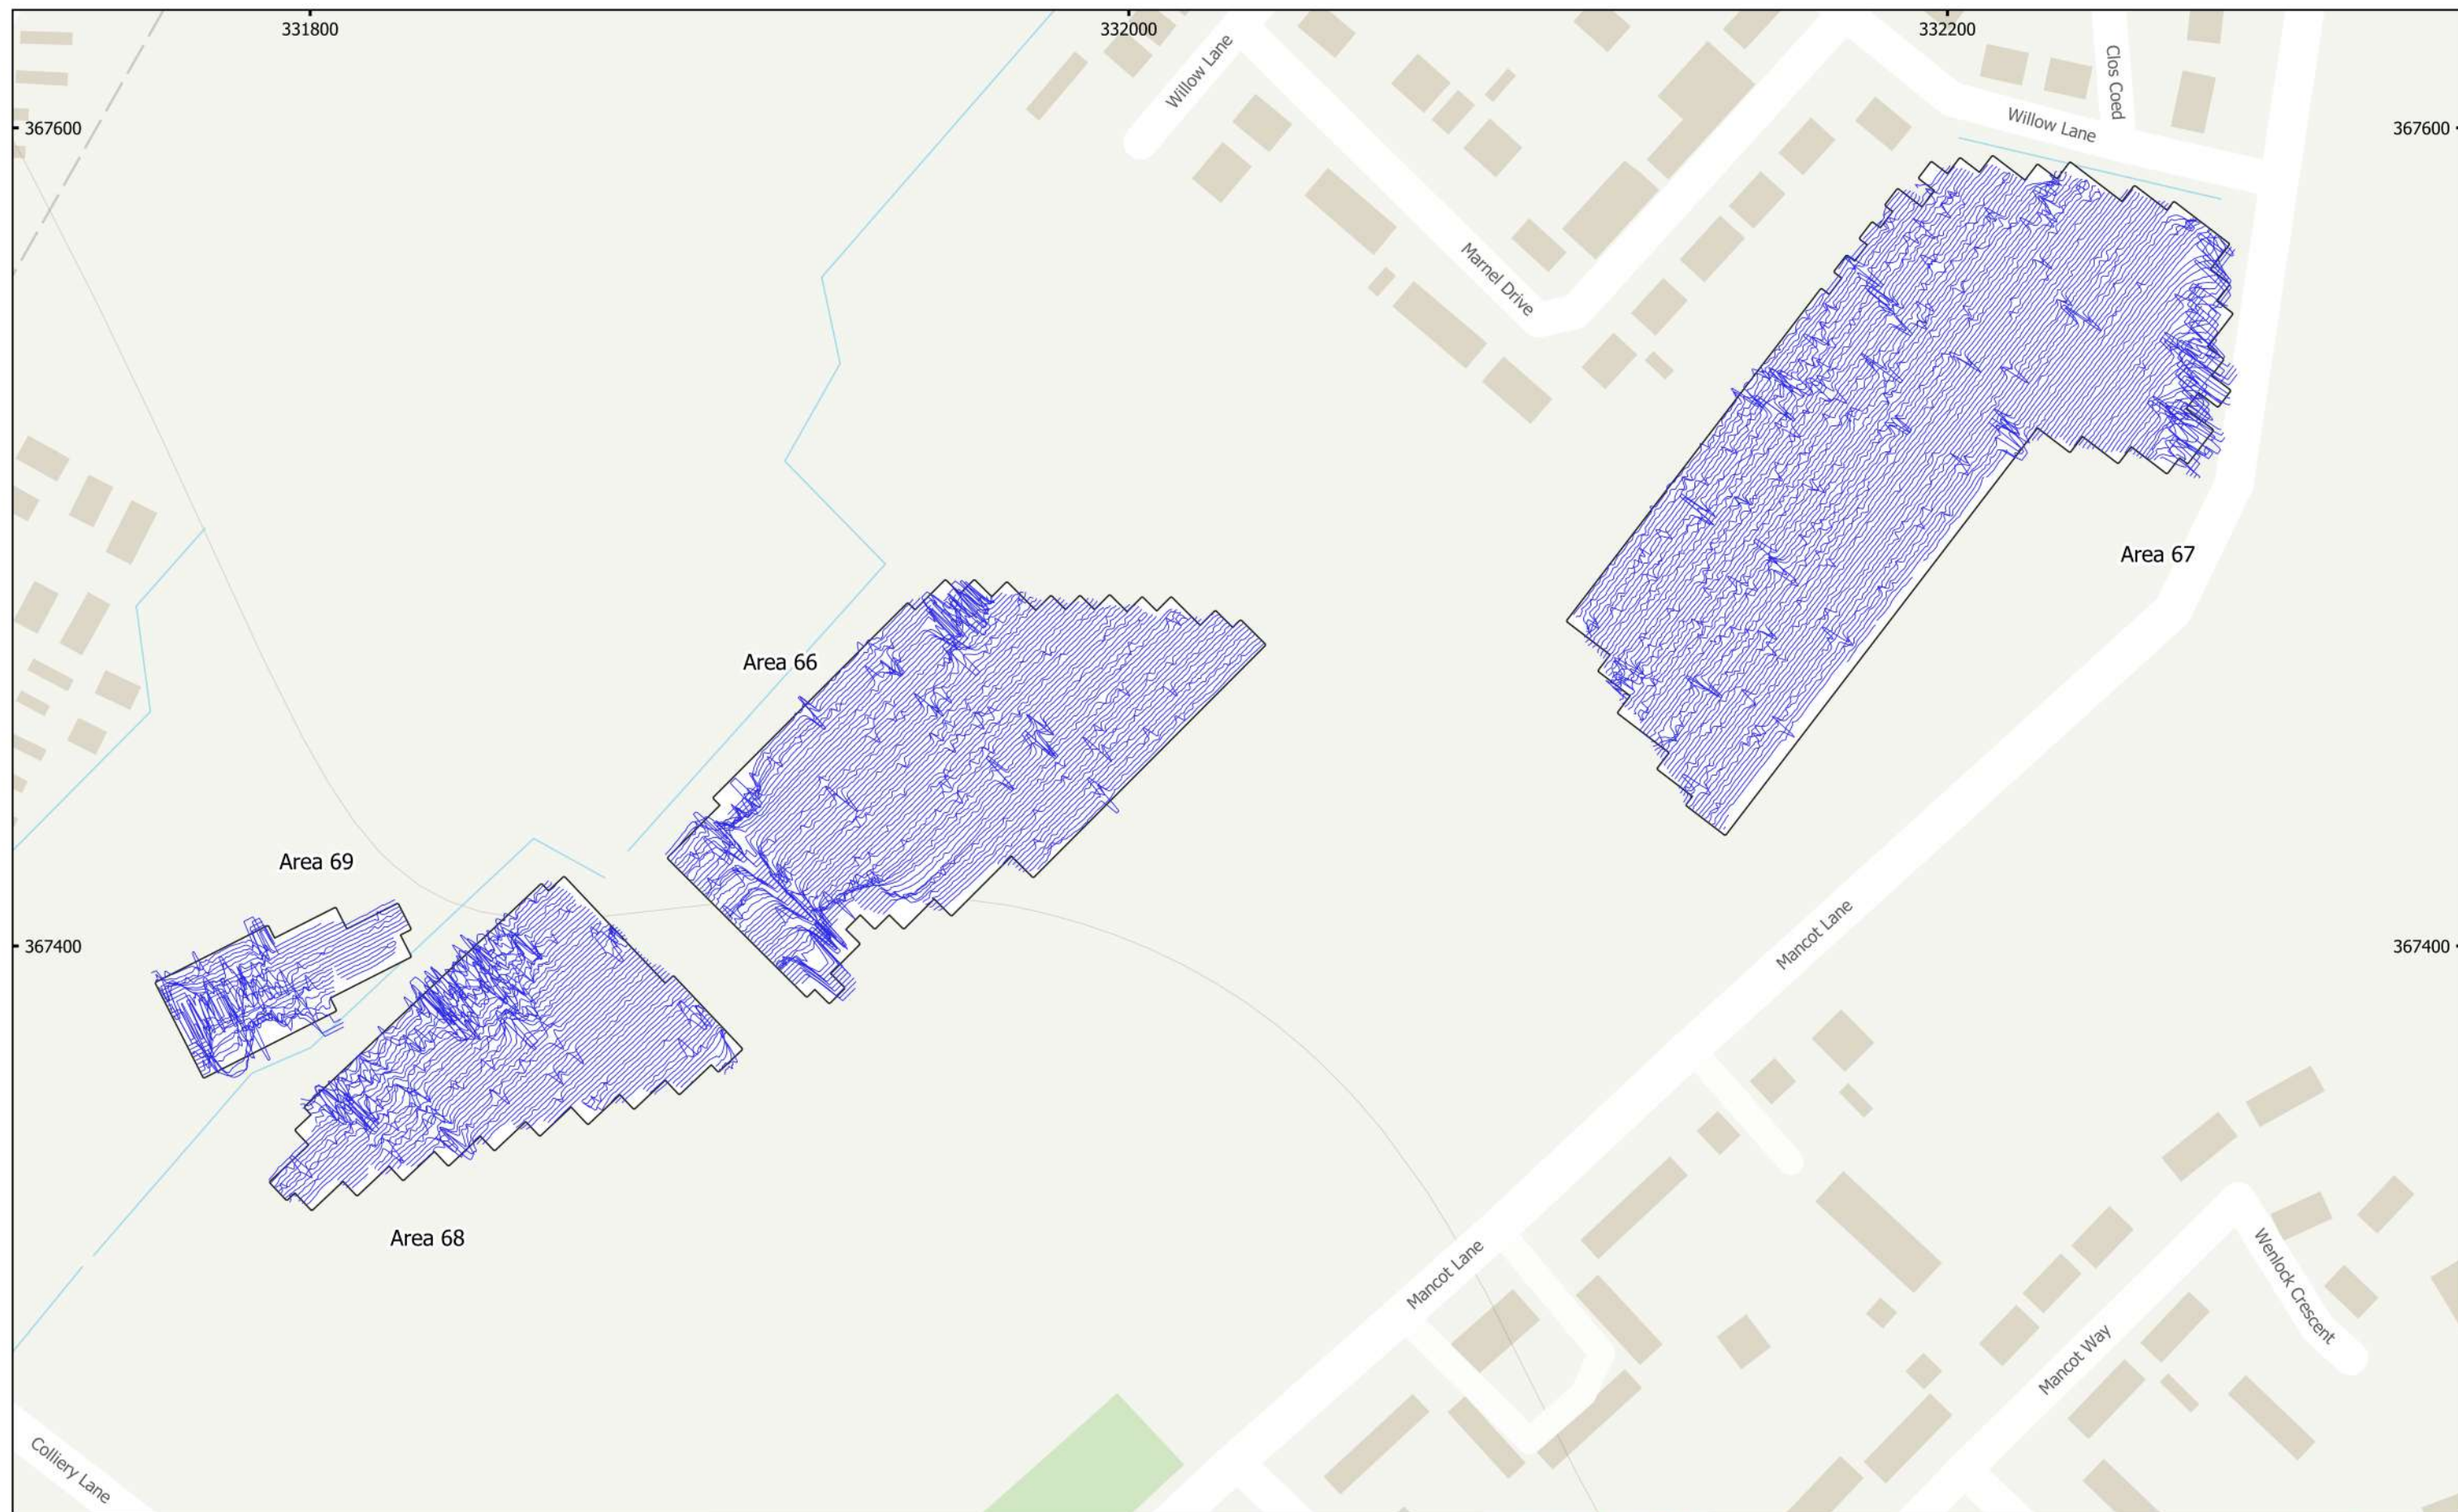 331800
332000
332200
367600
367600
Willow Lane
Clos Coed
Willow Lane
Marnel Drive
Area 67
Area 66
Area 69
Mancot Lane
367400
367400
Area 68
Mancot Lane
Wenlock Crescent
Mancot Way
Colliery Lane